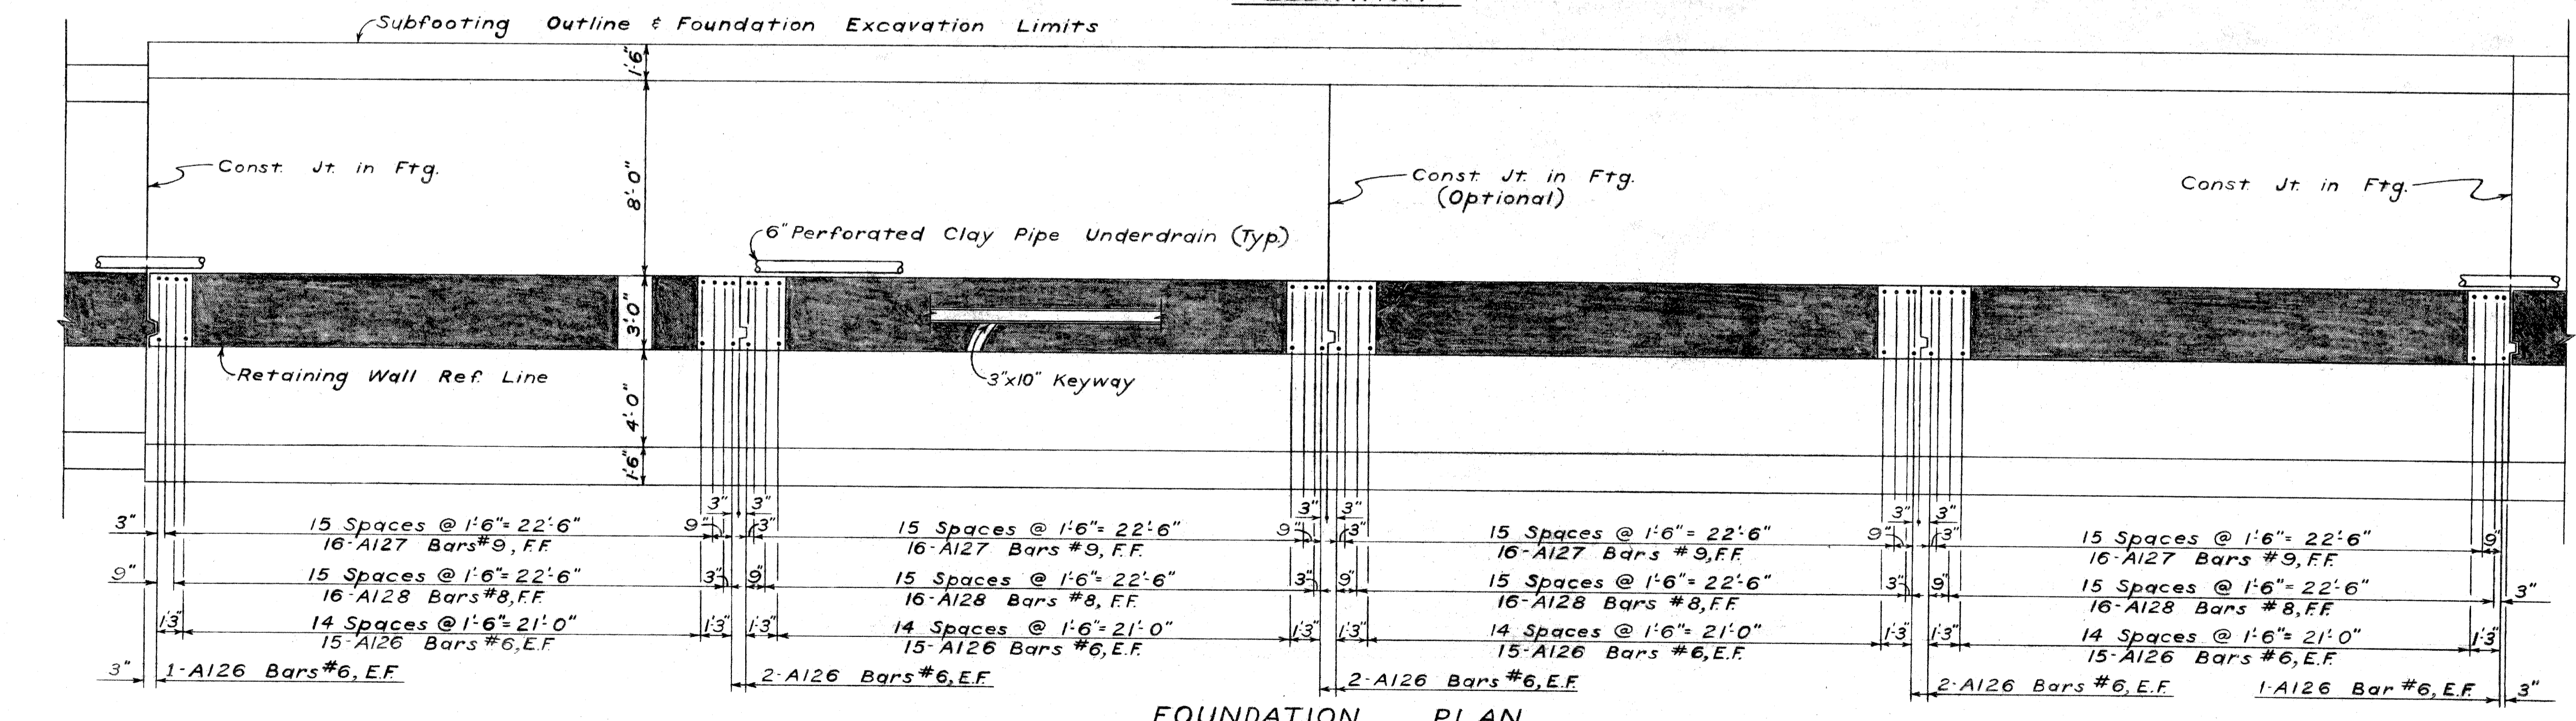 Subfooting Outline & Foundation Excavation Limits
1'-6"
Const. Jt. in Ftg.
8'-0"
Const. Jt. in Ftg.
(Optional)
Const. Jt. in Ftg.
6" Perforated Clay Pipe Underdrain (Typ.)
3'-0"
Retaining Wall Ref. Line
3"x10" Keyway
4'-0"
1'-6"
3" 3" 3" 3" 3" 3"
3" 15 Spaces @ 1'-6"= 22'-6" 9" 3" 15 Spaces @ 1'-6"= 22'-6" 9" 3" 15 Spaces @ 1'-6"= 22'-6" 9" 3" 15 Spaces @ 1'-6"= 22'-6" 9"
16-A127 Bars #9, F.F. 16-A127 Bars #9, F.F. 16-A127 Bars #9, F.F. 16-A127 Bars #9, F.F.
9" 15 Spaces @ 1'-6"= 22'-6" 3" 9" 15 Spaces @ 1'-6"= 22'-6" 3" 9" 15 Spaces @ 1'-6"= 22'-6" 3" 9" 15 Spaces @ 1'-6"= 22'-6" 3"
16-A128 Bars #8, F.F. 16-A128 Bars #8, F.F. 16-A128 Bars #8, F.F. 16-A128 Bars #8, F.F.
1'-3" 14 Spaces @ 1'-6"= 21'-0" 1'-3" 1'-3" 14 Spaces @ 1'-6"= 21'-0" 1'-3" 1'-3" 14 Spaces @ 1'-6"= 21'-0" 1'-3" 1'-3" 14 Spaces @ 1'-6"= 21'-0" 1'-3"
15-A126 Bars #6, E.F. 15-A126 Bars #6, E.F. 15-A126 Bars #6, E.F. 15-A126 Bars #6, E.F.
3" 1-A126 Bars #6, E.F. 2-A126 Bars #6, E.F. 2-A126 Bars #6, E.F. 2-A126 Bars #6, E.F. 1-A126 Bar #6, E.F. 3"
FOUNDATION PLAN